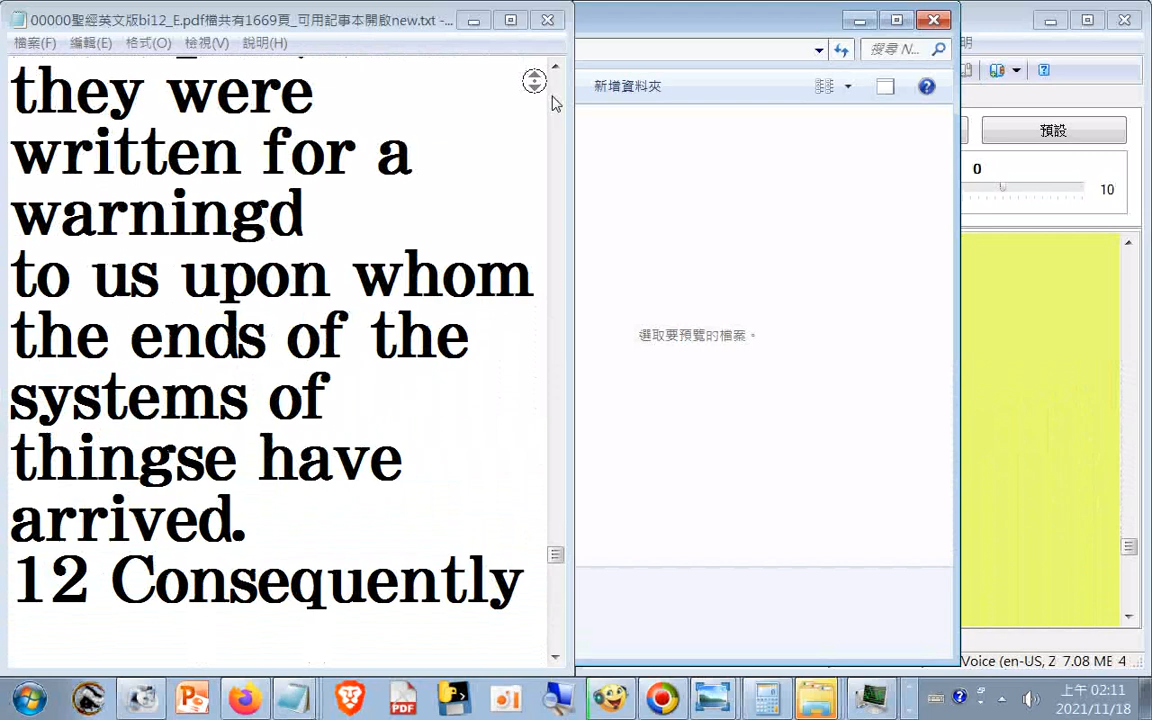 00000聖經英文版bi12_E.pdf檔共有1669頁_可用記事本開啟new.txt -...
檔案(F) 編輯(E) 格式(O) 檢視(V) 說明(H)
they were
written for a
warningd
to us upon whom
the ends of the
systems of
thingse have
arrived.
12 Consequently
搜尋 N...
新增資料夾
選取要預覽的檔案。
明
預設
0
10
Voice (en-US, Z 7.08 ME 4
上午 02:11
2021/11/18